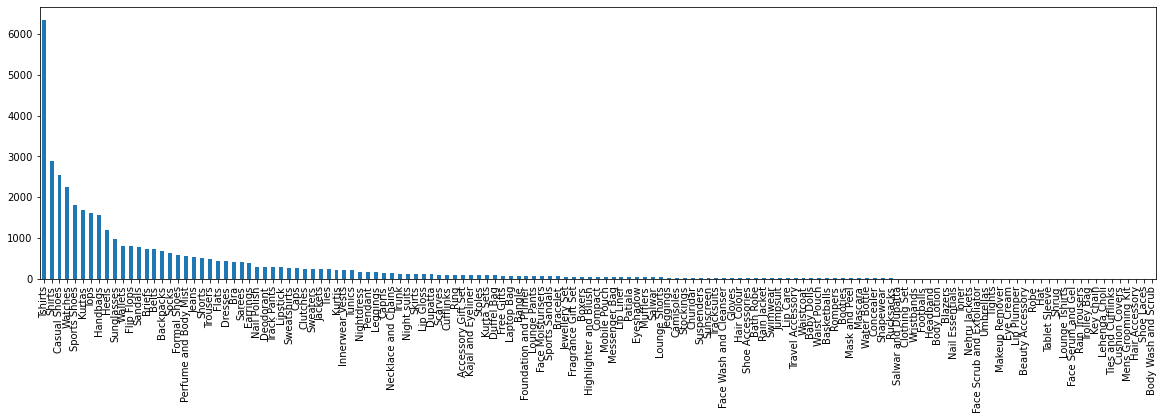 6000
5000
4000
3000
2000
1000
0
Tshirts
Shirts
Casual Shoes
Watches
Sports Shoes
Kurtas
Tops
Handbags
Heels
Sunglasses
Wallets
Flip Flops
Sandals
Briefs
Belts
Backpacks
Socks
Formal Shoes
Perfume and Body Mist
Jeans
Shorts
Trousers
Flats
Dresses
Bra
Sarees
Earrings
Nail Polish
Deodorant
Track Pants
Lipstick
Sweatshirts
Caps
Clutches
Sweaters
Jackets
Ties
Kurtis
Innerwear Vests
Tunics
Nightdress
Pendant
Leggings
Capris
Necklace and Chains
Trunk
Night suits
Skirts
Lip Gloss
Dupatta
Scarves
Cufflinks
Ring
Accessory Gift Set
Kajal and Eyeliner
Stoles
Kurta Sets
Duffel Bag
Free Gifts
Laptop Bag
Bangle
Foundation and Primer
Lounge Pants
Face Moisturisers
Sports Sandals
Bracelet
Jewellery Set
Fragrance Gift Set
Boxers
Highlighter and Blush
Compact
Mobile Pouch
Messenger Bag
Lip Liner
Patiala
Eyeshadow
Mufflers
Salwar
Lounge Shorts
Jeggings
Camisoles
Stockings
Churidar
Suspenders
Sunscreen
Tracksuits
Face Wash and Cleanser
Gloves
Hair Colour
Shoe Accessories
Bath Robe
Rain Jacket
Swimwear
Jumpsuit
Lip Care
Travel Accessory
Waistcoat
Baby Dolls
Waist Pouch
Basketballs
Rompers
Booties
Mask and Peel
Mascara
Water Bottle
Concealer
Shapewear
Rucksacks
Salwar and Dupatta
Clothing Set
Wristbands
Footballs
Headband
Body Lotion
Blazers
Nail Essentials
Toner
Nehru Jackets
Face Scrub and Exfoliator
Umbrellas
Tights
Makeup Remover
Eye Cream
Lip Plumper
Beauty Accessory
Robe
Hat
Tablet Sleeve
Shrug
Lounge Tshirts
Face Serum and Gel
Rain Trousers
Trolley Bag
Key chain
Lehenga Choli
Ties and Cufflinks
Cushion Covers
Mens Grooming Kit
Hair Accessory
Shoe Laces
Body Wash and Scrub